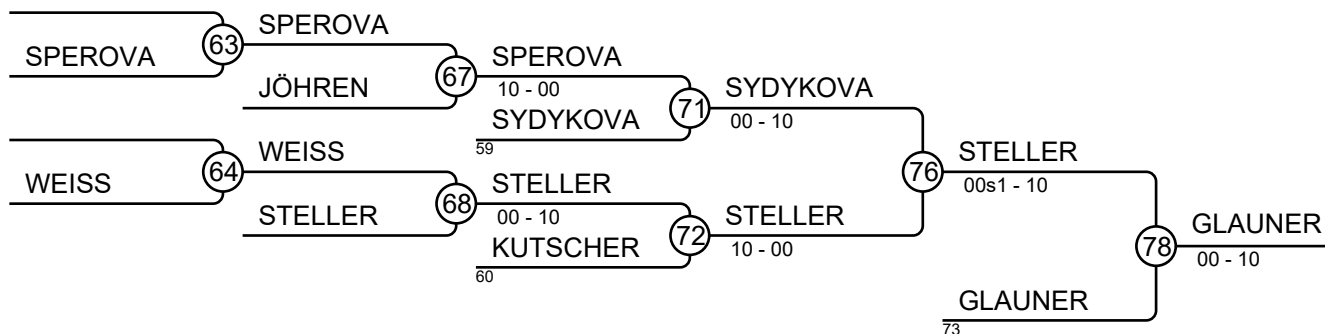 SPEROVA
63
SPEROVA
JÖHREN
67
SPEROVA
10 - 00
SYDYKOVA
59
71
SYDYKOVA
00 - 10
WEISS
64
WEISS
STELLER
68
STELLER
00 - 10
KUTSCHER
60
72
STELLER
10 - 00
76
STELLER
00s1 - 10
GLAUNER
73
78
GLAUNER
00 - 10